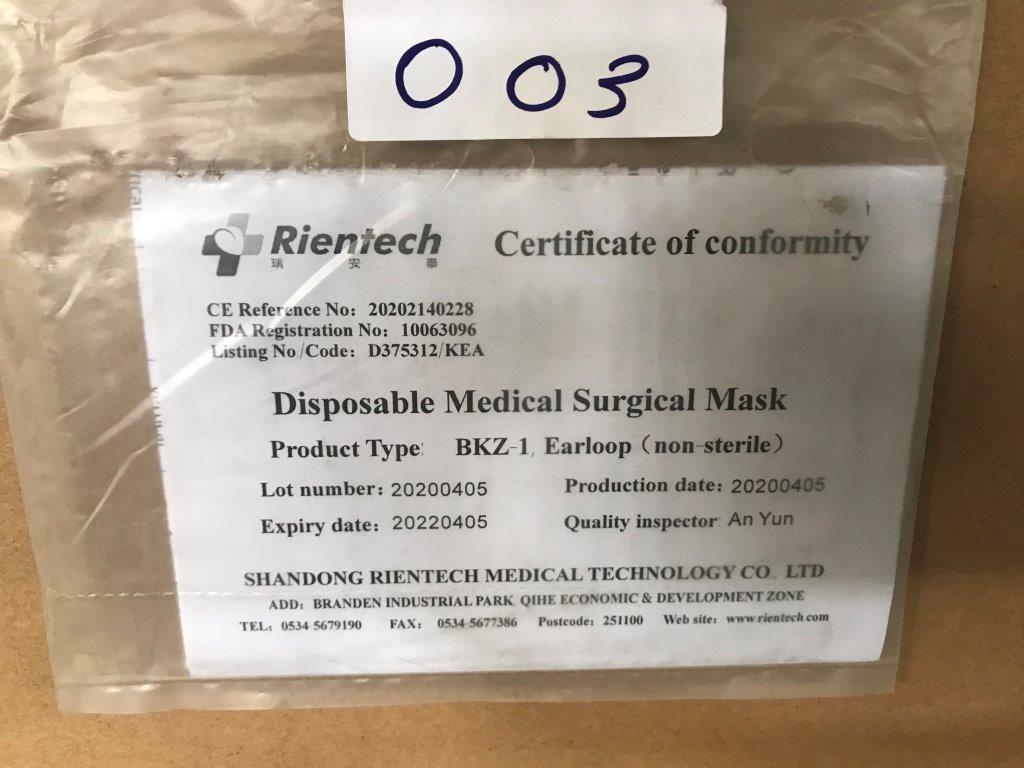 003
Rientech
瑞安泰
Certificate of conformity
CE Reference No: 20202140228
FDA Registration No: 10063096
Listing No/Code: D375312/KEA
Disposable Medical Surgical Mask
Product Type: BKZ-1, Earloop (non-sterile)
Lot number: 20200405 Production date: 20200405
Expiry date: 20220405 Quality inspector: An Yun
SHANDONG RIENTECH MEDICAL TECHNOLOGY CO., LTD
ADD: BRANDEN INDUSTRIAL PARK, QIHE ECONOMIC & DEVELOPMENT ZONE
TEL: 0534 5679190 FAX: 0534 5677386 Postcode: 251100 Web site: www.rientech.com